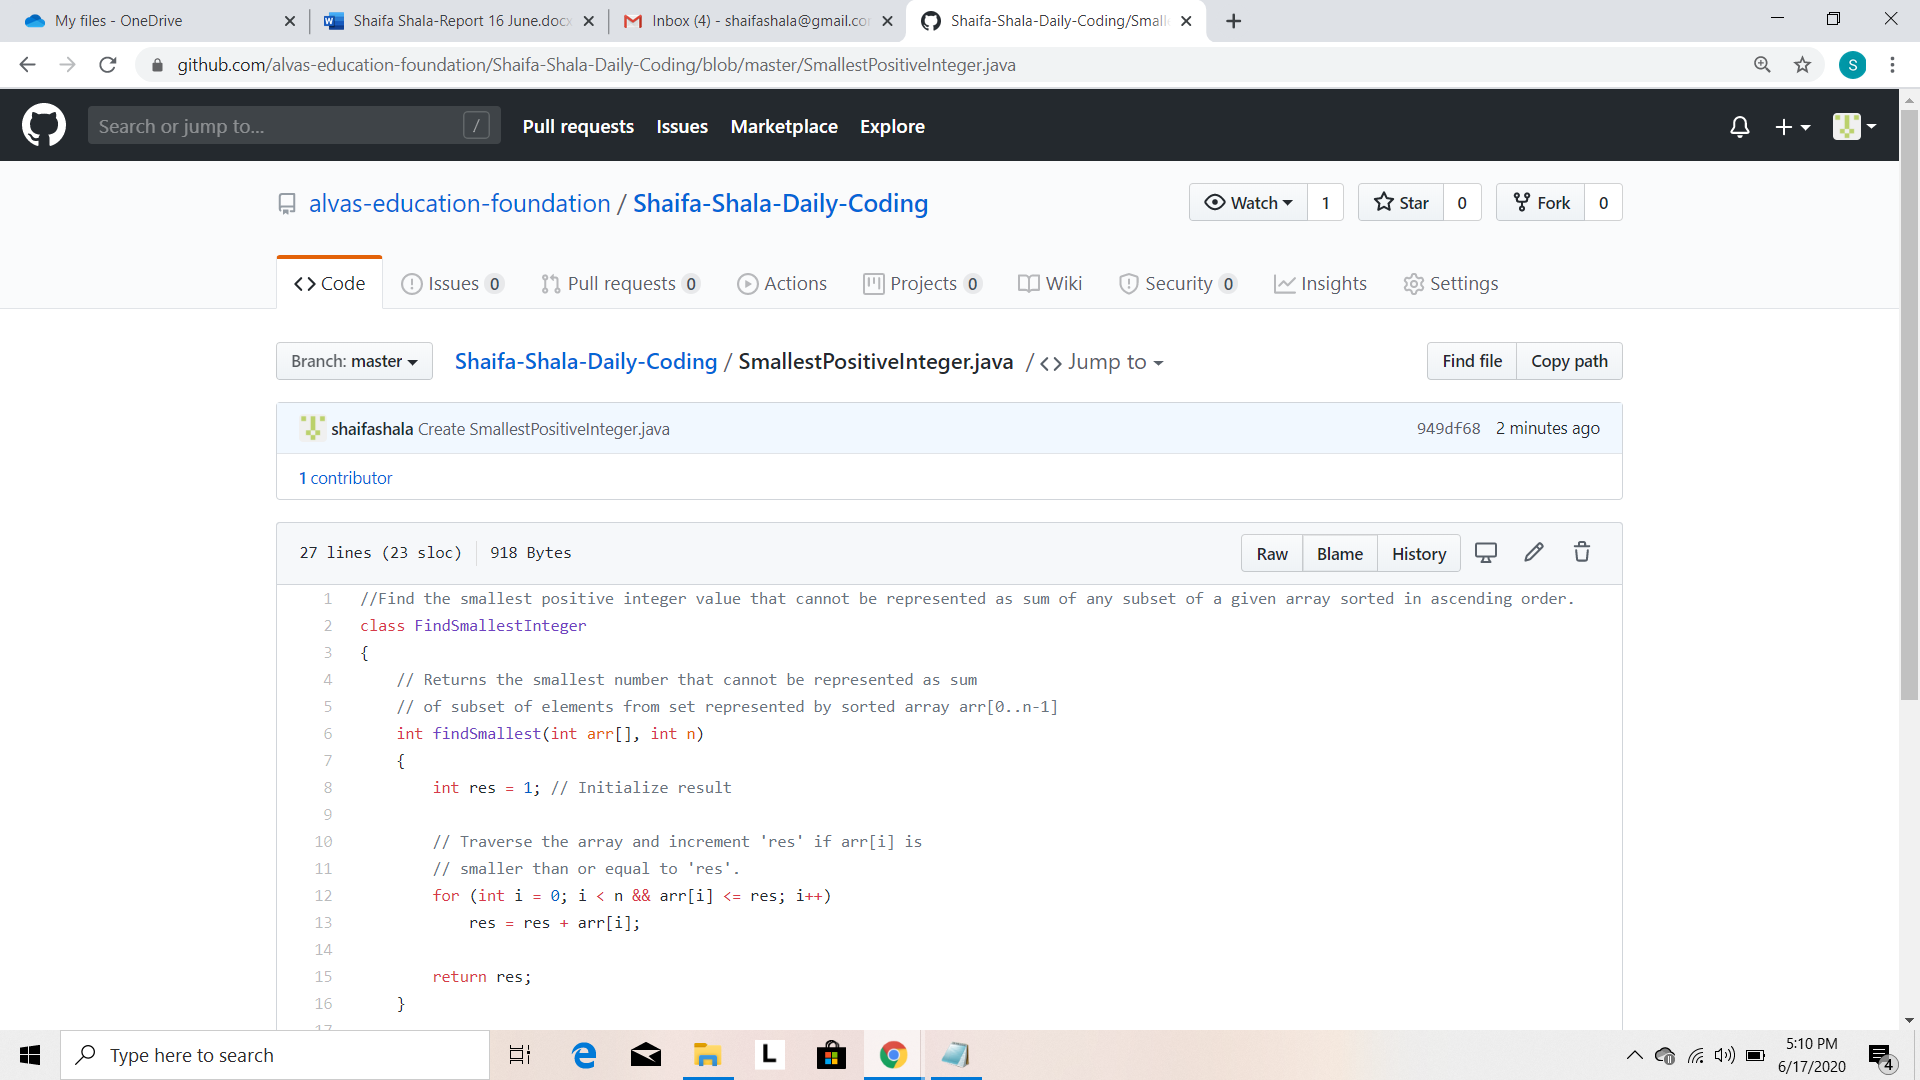 My files - OneDrive
Shaifa Shala-Report 16 June.docx
Inbox (4) - shaifashala@gmail.co
Shaifa-Shala-Daily-Coding/Small
github.com/alvas-education-foundation/Shaifa-Shala-Daily-Coding/blob/master/SmallestPositiveInteger.java
S
Search or jump to...
/
Pull requests
Issues
Marketplace
Explore
alvas-education-foundation / Shaifa-Shala-Daily-Coding
Watch 1
Star 0
Fork 0
Code
Issues 0
Pull requests 0
Actions
Projects 0
Wiki
Security 0
Insights
Settings
Branch: master
Shaifa-Shala-Daily-Coding / SmallestPositiveInteger.java / <> Jump to
Find file
Copy path
shaifashala Create SmallestPositiveInteger.java
949df68 2 minutes ago
1 contributor
27 lines (23 sloc) 918 Bytes
Raw
Blame
History
1 //Find the smallest positive integer value that cannot be represented as sum of any subset of a given array sorted in ascending order.
2 class FindSmallestInteger
3 {
4 // Returns the smallest number that cannot be represented as sum
5 // of subset of elements from set represented by sorted array arr[0..n-1]
6 int findSmallest(int arr[], int n)
7 {
8 int res = 1; // Initialize result
9
10 // Traverse the array and increment 'res' if arr[i] is
11 // smaller than or equal to 'res'.
12 for (int i = 0; i < n && arr[i] <= res; i++)
13 res = res + arr[i];
14
15 return res;
16 }
17
Type here to search
L
5:10 PM
6/17/2020
4